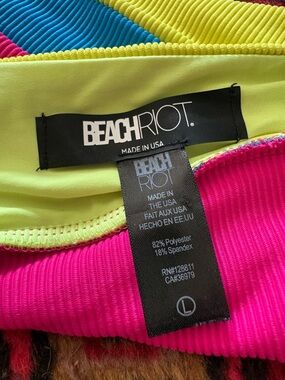 BEACHRIOT.
MADE IN USA
BEACH
RIOT
MADE IN
THE USA
FAIT AUX USA
HECHO EN EE.UU
82% Polyester
18% Spandex
RN#128811
CA#36979
L